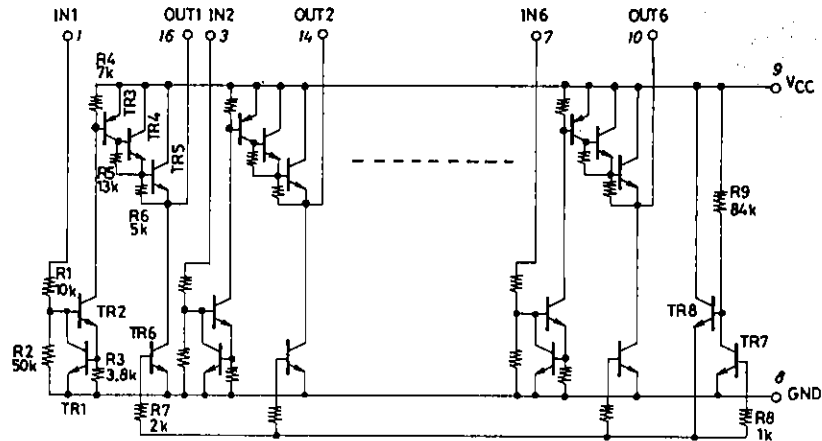 IN1 OUT1 IN2 OUT2 IN6 OUT6
1 16 3 14 7 10
R4
7k
TR3
TR4
TR5
9 VCC
R5
13k
R6
5k
R9
84k
R1
10k
TR2
TR8
R2
50k
R3
3.8k
TR6
TR7
TR1
R7
2k
8 GND
R8
1k